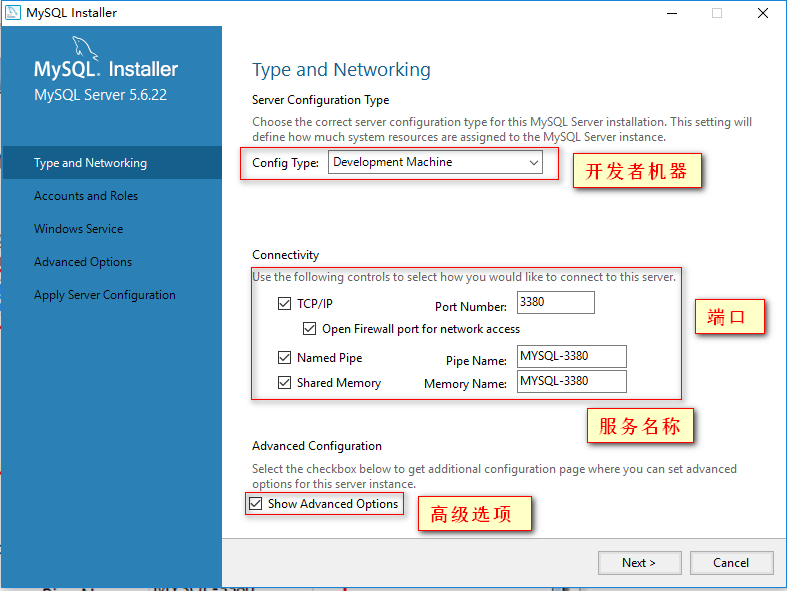 MySQL Installer
MySQL. Installer
MySQL Server 5.6.22
Type and Networking
Accounts and Roles
Windows Service
Advanced Options
Apply Server Configuration
Type and Networking
Server Configuration Type
Choose the correct server configuration type for this MySQL Server installation. This setting will
define how much system resources are assigned to the MySQL Server instance.
Config Type: Development Machine
开发者机器
Connectivity
Use the following controls to select how you would like to connect to this server.
TCP/IP Port Number: 3380
端口
Open Firewall port for network access
Named Pipe Pipe Name: MYSQL-3380
Shared Memory Memory Name: MYSQL-3380
服务名称
Advanced Configuration
Select the checkbox below to get additional configuration page where you can set advanced
options for this server instance.
Show Advanced Options
高级选项
Next > Cancel